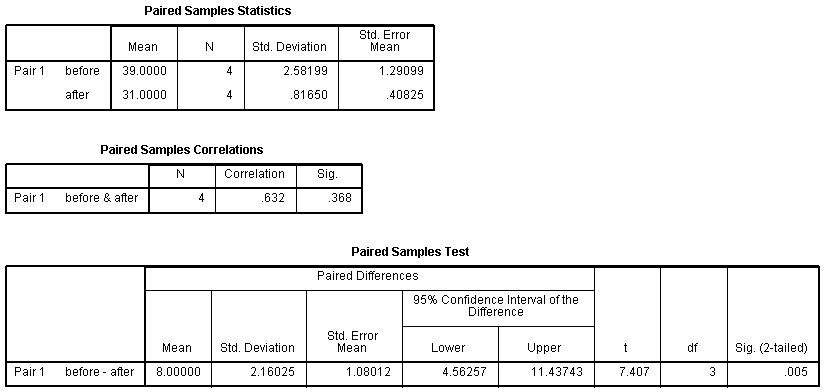 Paired Samples Statistics
Mean N Std. Deviation Std. Error Mean
Pair 1 before 39.0000 4 2.58199 1.29099
after 31.0000 4 .81650 .40825
Paired Samples Correlations
N Correlation Sig.
Pair 1 before & after 4 .632 .368
Paired Samples Test
Paired Differences
95% Confidence Interval of the Difference
Mean Std. Deviation Std. Error Mean Lower Upper t df Sig. (2-tailed)
Pair 1 before - after 8.00000 2.16025 1.08012 4.56257 11.43743 7.407 3 .005